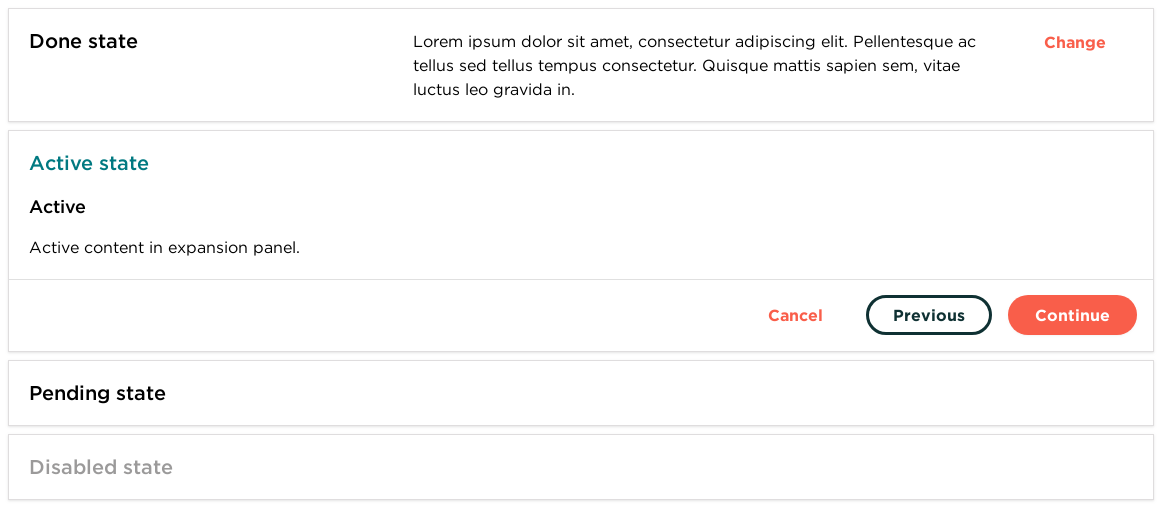 Done state
Lorem ipsum dolor sit amet, consectetur adipiscing elit. Pellentesque ac
tellus sed tellus tempus consectetur. Quisque mattis sapien sem, vitae
luctus leo gravida in.
Change
Active state
Active
Active content in expansion panel.
Cancel
Previous
Continue
Pending state
Disabled state